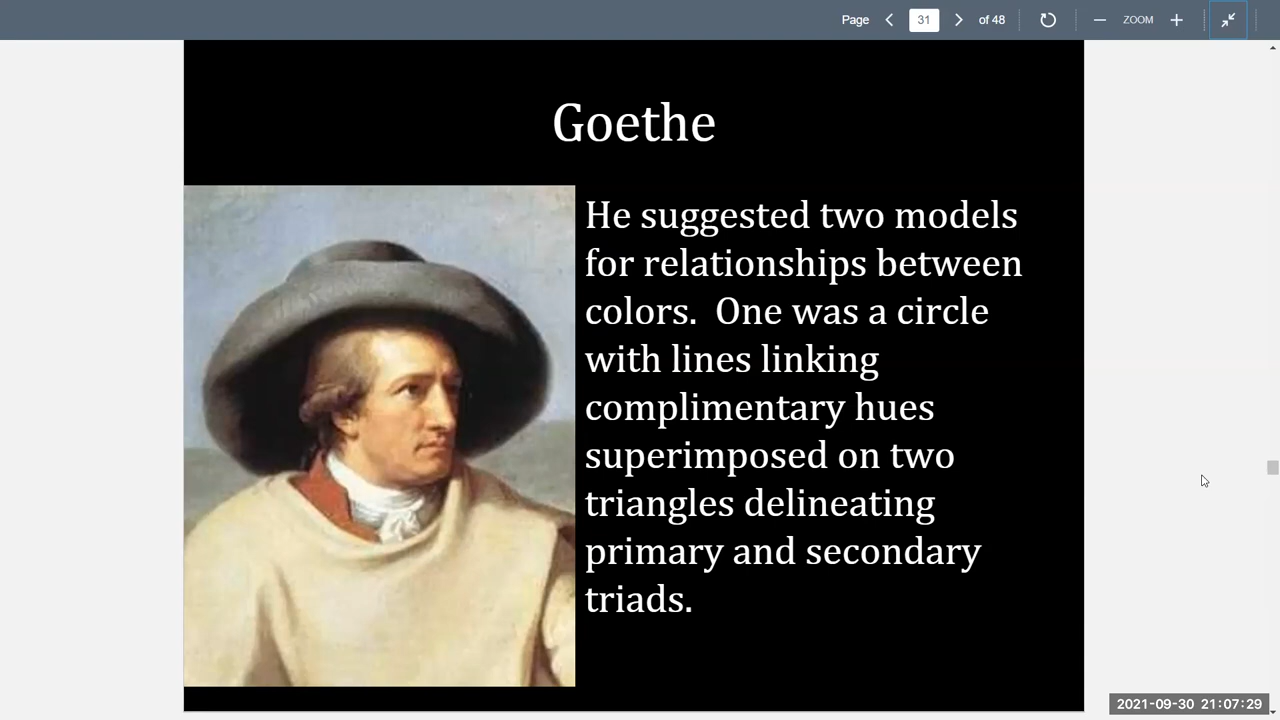 Page 31 of 48 ZOOM
Goethe
He suggested two models
for relationships between
colors.  One was a circle
with lines linking
complimentary hues
superimposed on two
triangles delineating
primary and secondary
triads.
2021-09-30 21:07:29